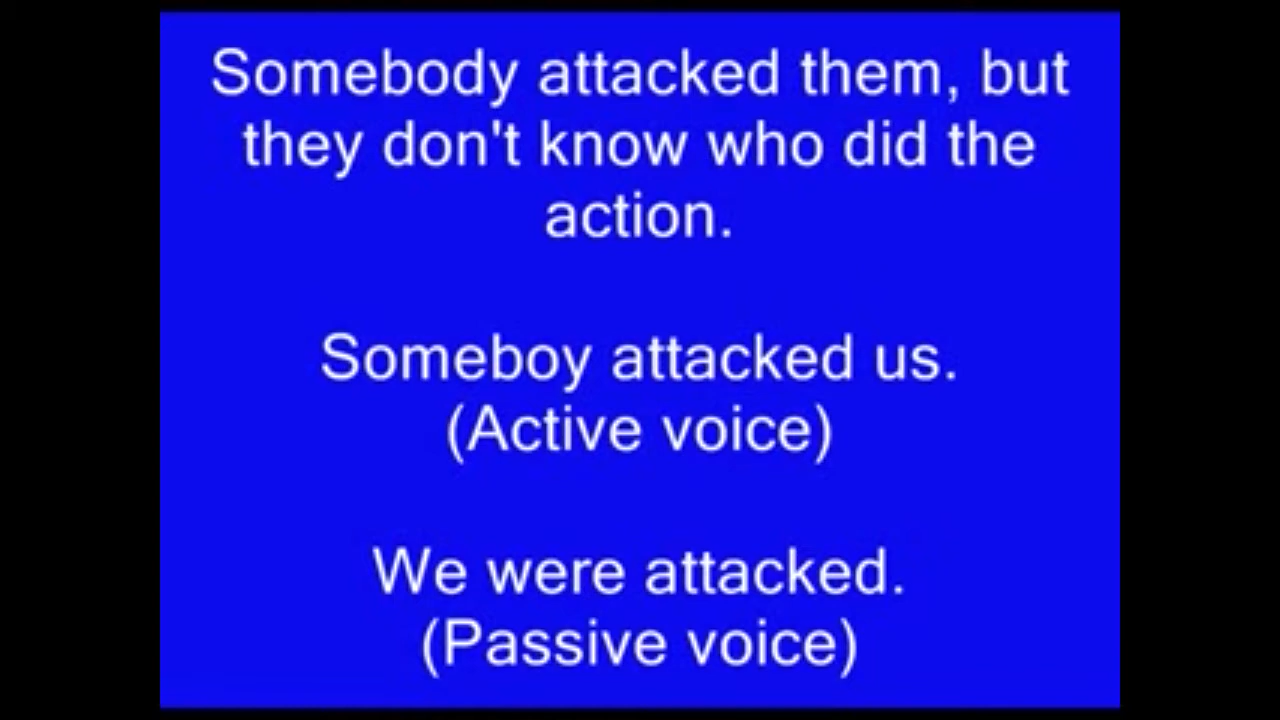 Somebody attacked them, but
they don't know who did the
action.
Someboy attacked us.
(Active voice)
We were attacked.
(Passive voice)